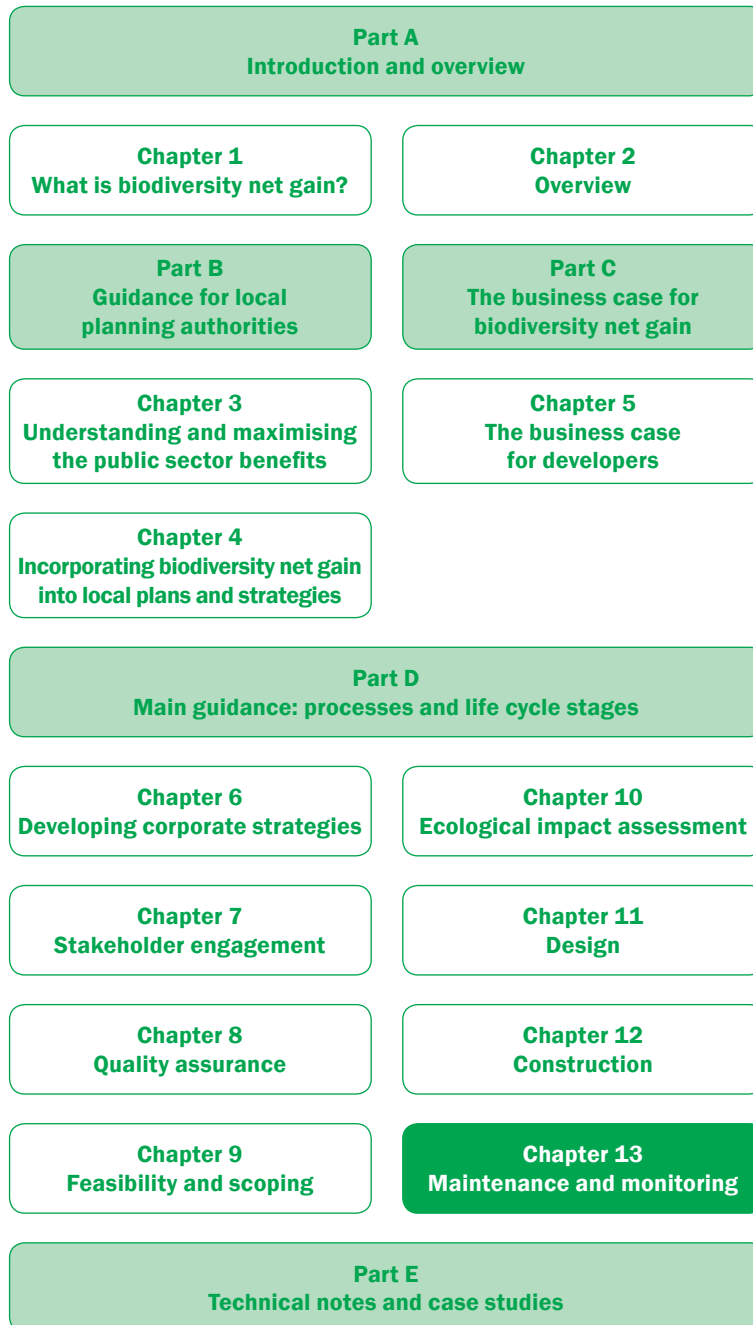 Part A
Introduction and overview
Chapter 1
What is biodiversity net gain?
Chapter 2
Overview
Part B
Guidance for local
planning authorities
Part C
The business case for
biodiversity net gain
Chapter 3
Understanding and maximising
the public sector benefits
Chapter 5
The business case
for developers
Chapter 4
Incorporating biodiversity net gain
into local plans and strategies
Part D
Main guidance: processes and life cycle stages
Chapter 6
Developing corporate strategies
Chapter 10
Ecological impact assessment
Chapter 7
Stakeholder engagement
Chapter 11
Design
Chapter 8
Quality assurance
Chapter 12
Construction
Chapter 9
Feasibility and scoping
Chapter 13
Maintenance and monitoring
Part E
Technical notes and case studies